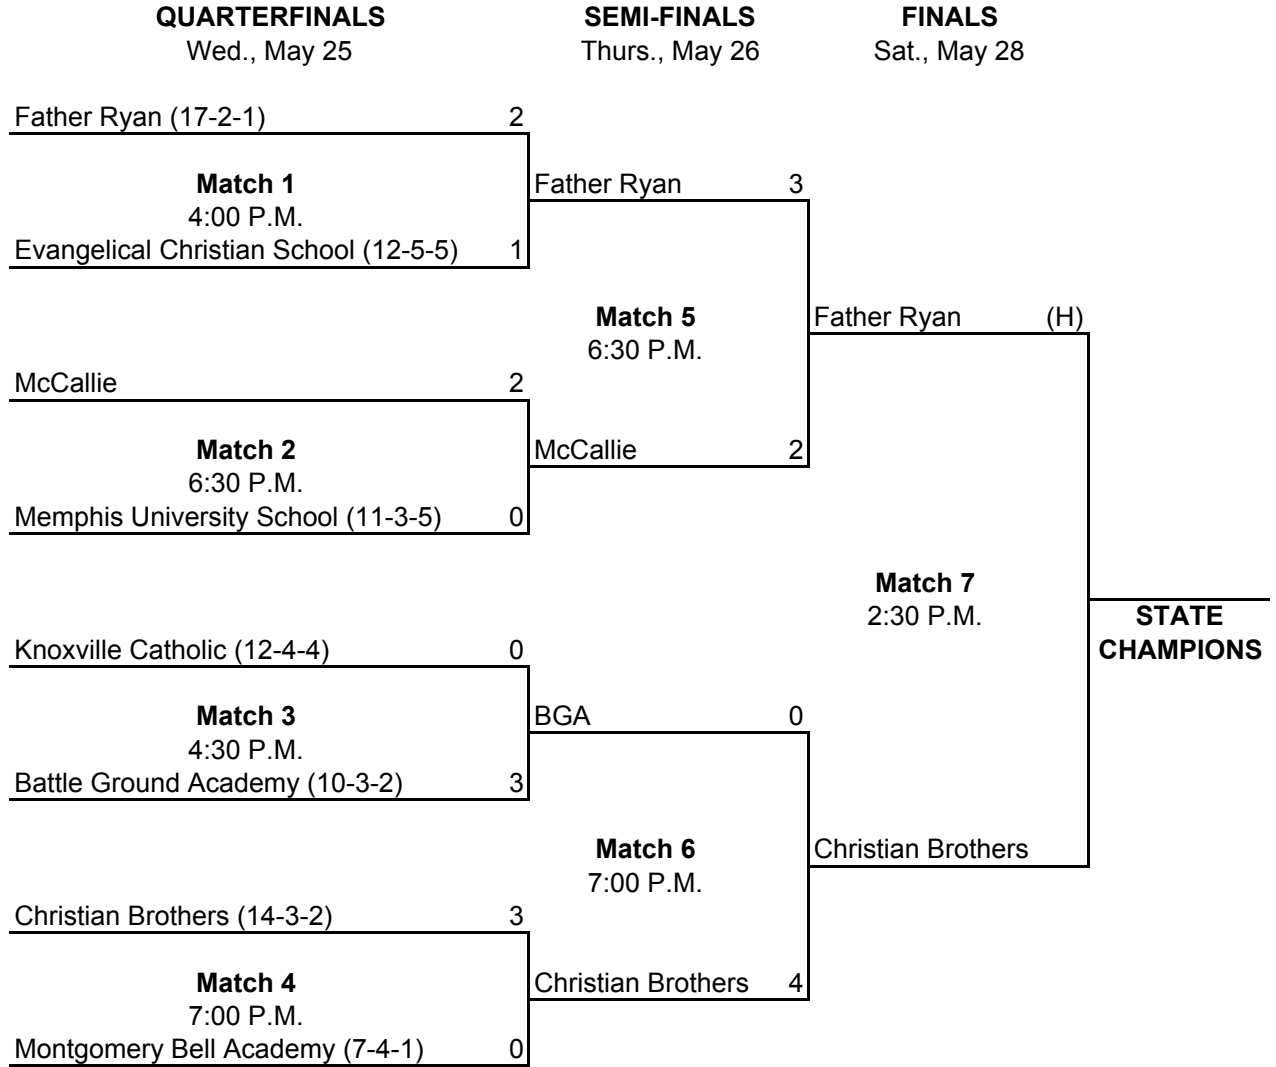 QUARTERFINALS SEMI-FINALS FINALS
Wed., May 25 Thurs., May 26 Sat., May 28
Father Ryan (17-2-1) 2
Match 1 Father Ryan 3
4:00 P.M.
Evangelical Christian School (12-5-5) 1
Match 5 Father Ryan (H)
6:30 P.M.
McCallie 2
Match 2 McCallie 2
6:30 P.M.
Memphis University School (11-3-5) 0
Match 7
2:30 P.M. STATE
Knoxville Catholic (12-4-4) 0 CHAMPIONS
Match 3 BGA 0
4:30 P.M.
Battle Ground Academy (10-3-2) 3
Match 6 Christian Brothers
7:00 P.M.
Christian Brothers (14-3-2) 3
Match 4 Christian Brothers 4
7:00 P.M.
Montgomery Bell Academy (7-4-1) 0